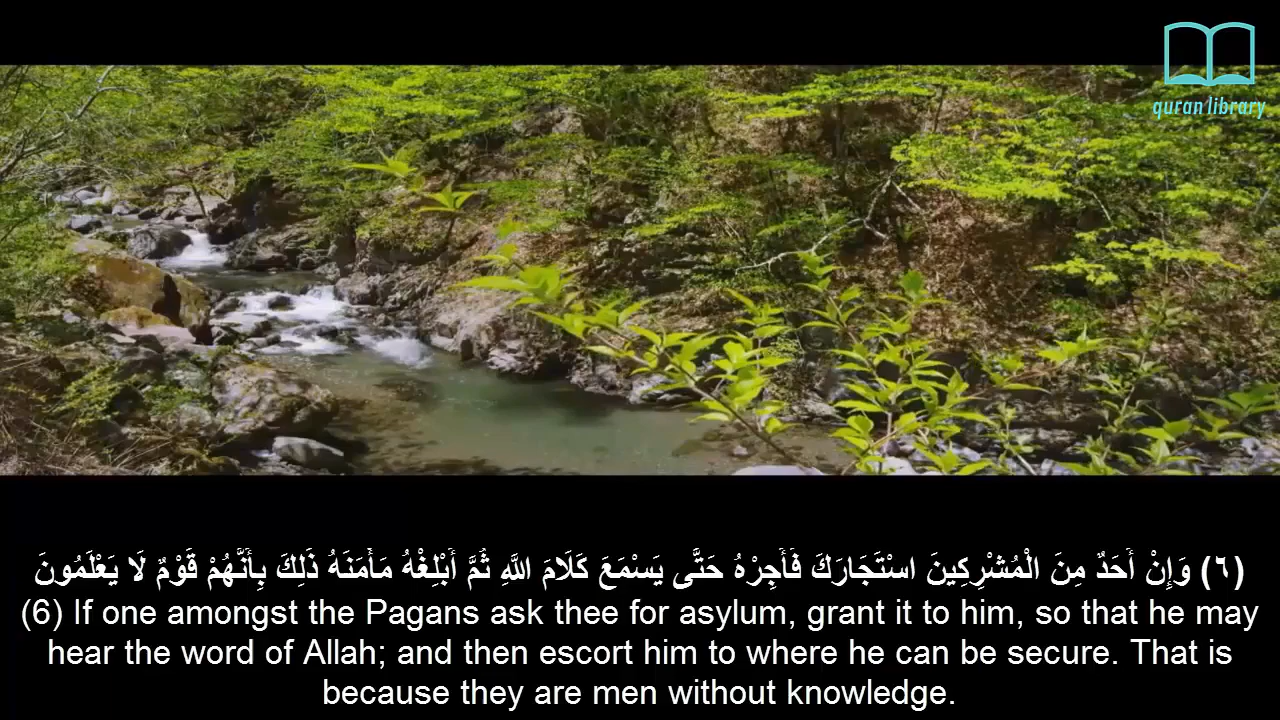 quran library
(٦) وَإِنْ أَحَدٌ مِنَ الْمُشْرِكِينَ اسْتَجَارَكَ فَأَجِرْهُ حَتَّى يَسْمَعَ كَلَامَ اللَّهِ ثُمَّ أَبْلِغْهُ مَأْمَنَهُ ذَلِكَ بِأَنَّهُمْ قَوْمٌ لَا يَعْلَمُونَ
(6) If one amongst the Pagans ask thee for asylum, grant it to him, so that he may
hear the word of Allah; and then escort him to where he can be secure. That is
because they are men without knowledge.